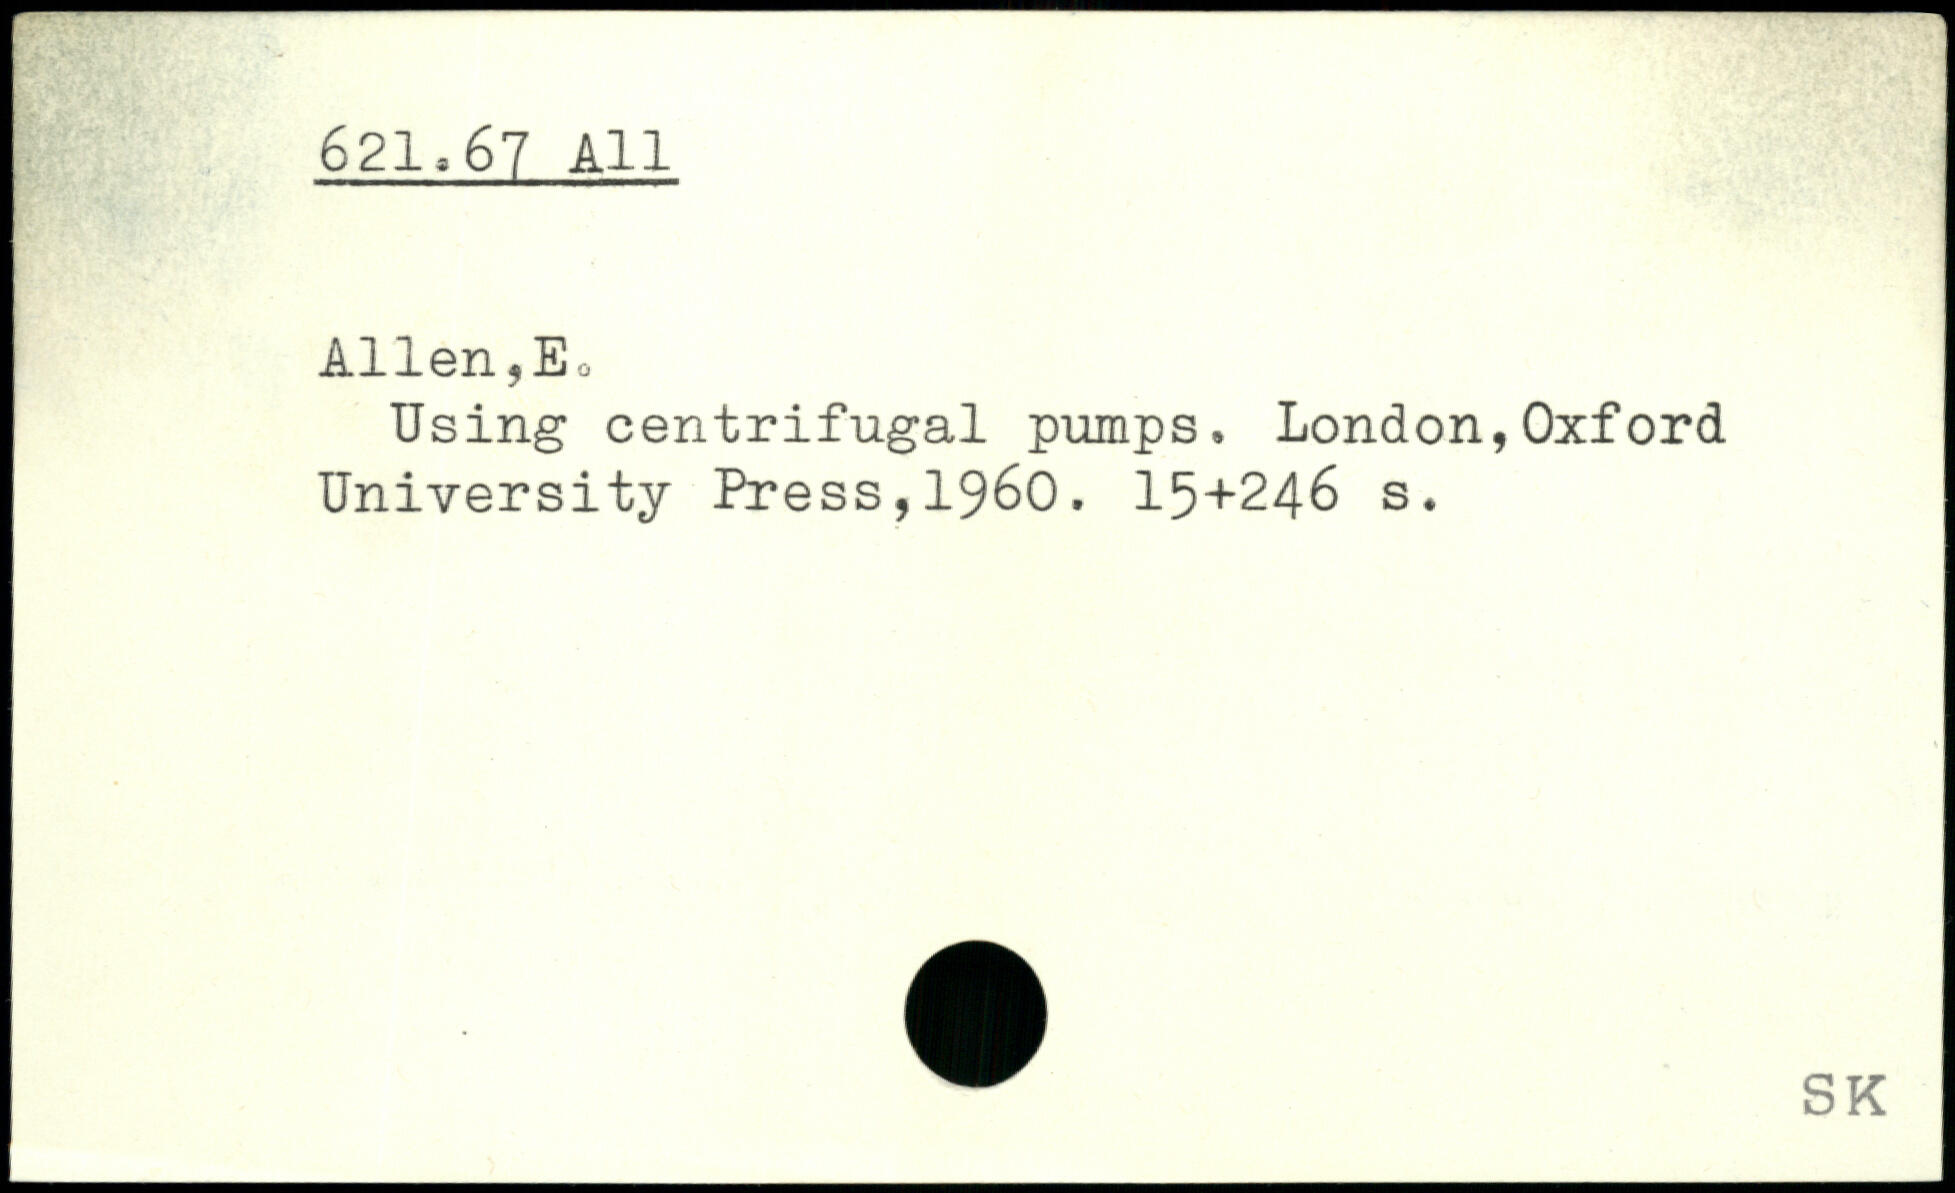 621.67 All
Allen,E.
Using centrifugal pumps. London,Oxford
University Press,1960. 15+246 s.
SK